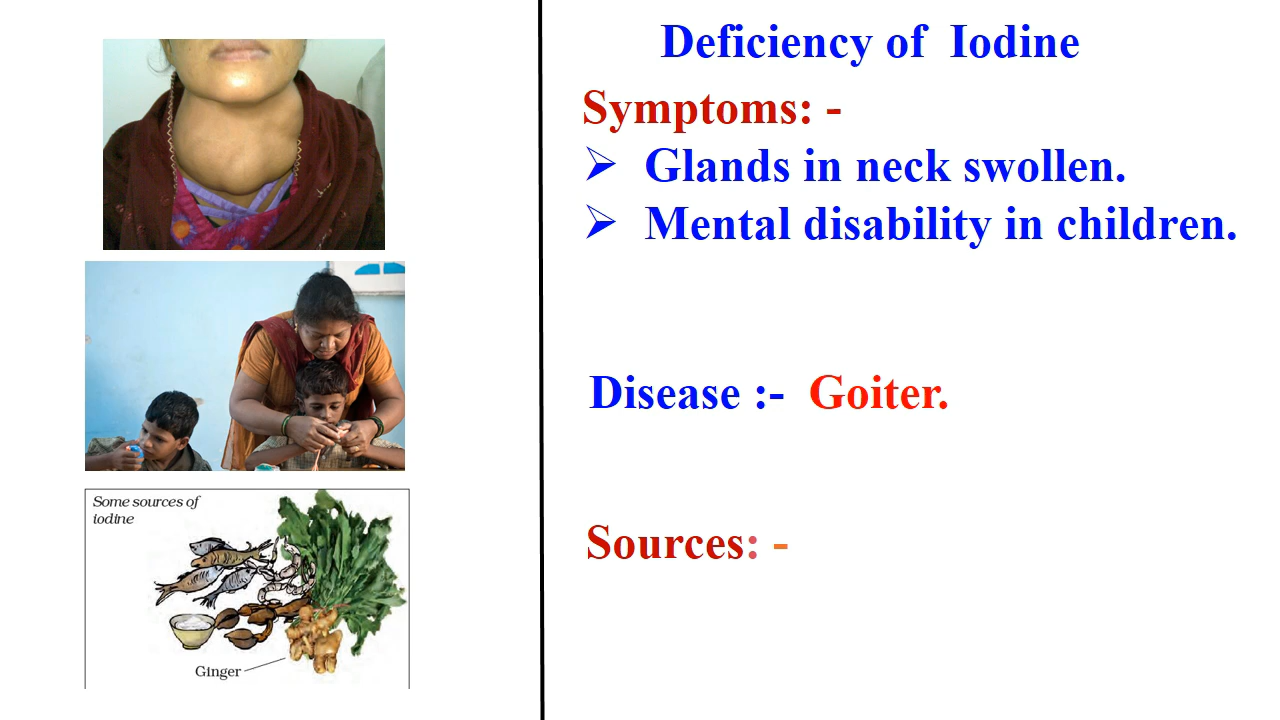 Deficiency of Iodine
Symptoms: -
➢ Glands in neck swollen.
➢ Mental disability in children.
Disease :- Goiter.
Sources: -
Some sources of
iodine
Ginger